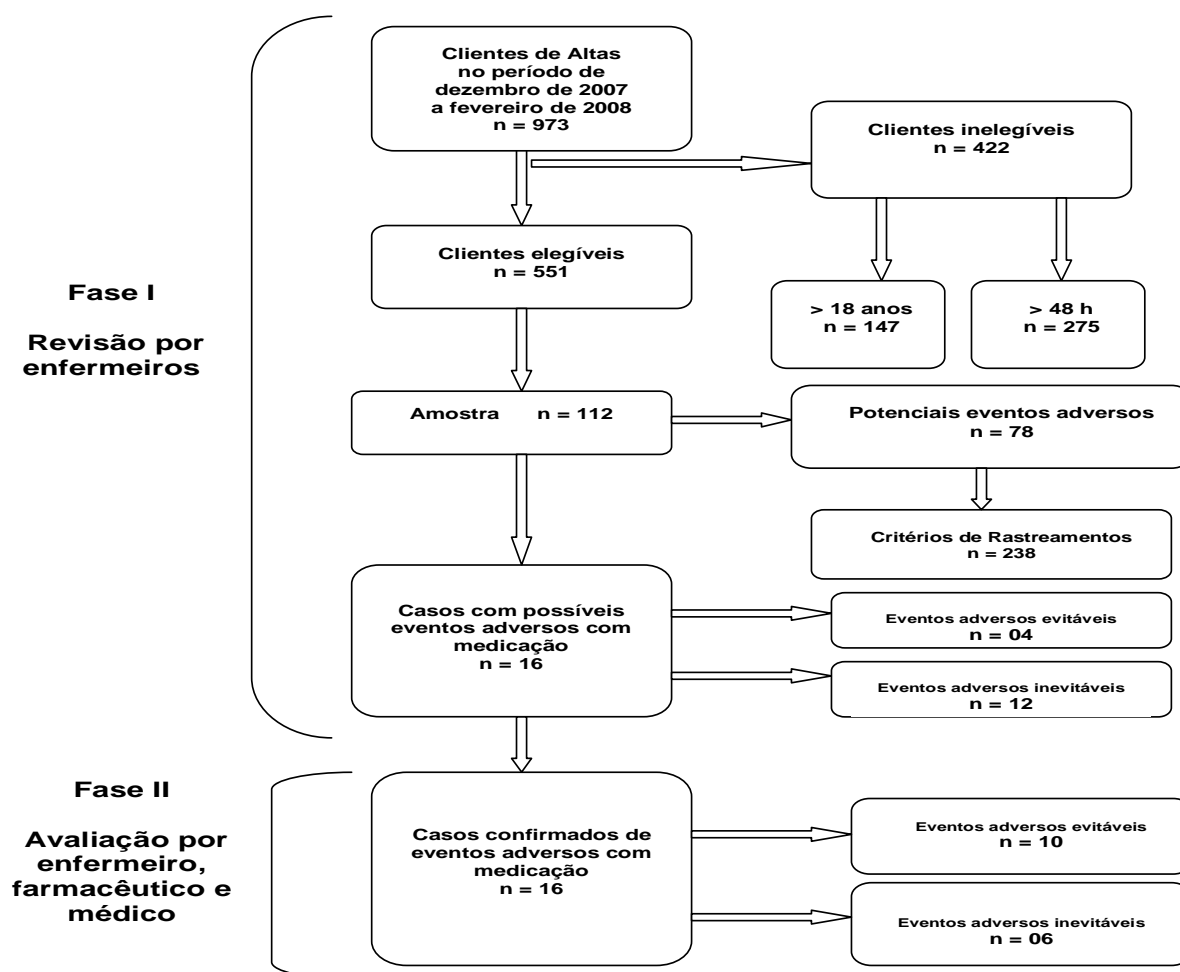 Clientes de Altas
no período de
dezembro de 2007
a fevereiro de 2008
n = 973
Clientes inelegíveis
n = 422
Clientes elegíveis
n = 551
> 18 anos
n = 147
> 48 h
n = 275
Fase I
Revisão por
enfermeiros
Amostra n = 112
Potenciais eventos adversos
n = 78
Critérios de Rastreamentos
n = 238
Casos com possíveis
eventos adversos com
medicação
n = 16
Eventos adversos evitáveis
n = 04
Eventos adversos inevitáveis
n = 12
Fase II
Avaliação por
enfermeiro,
farmacêutico e
médico
Casos confirmados de
eventos adversos com
medicação
n = 16
Eventos adversos evitáveis
n = 10
Eventos adversos inevitáveis
n = 06